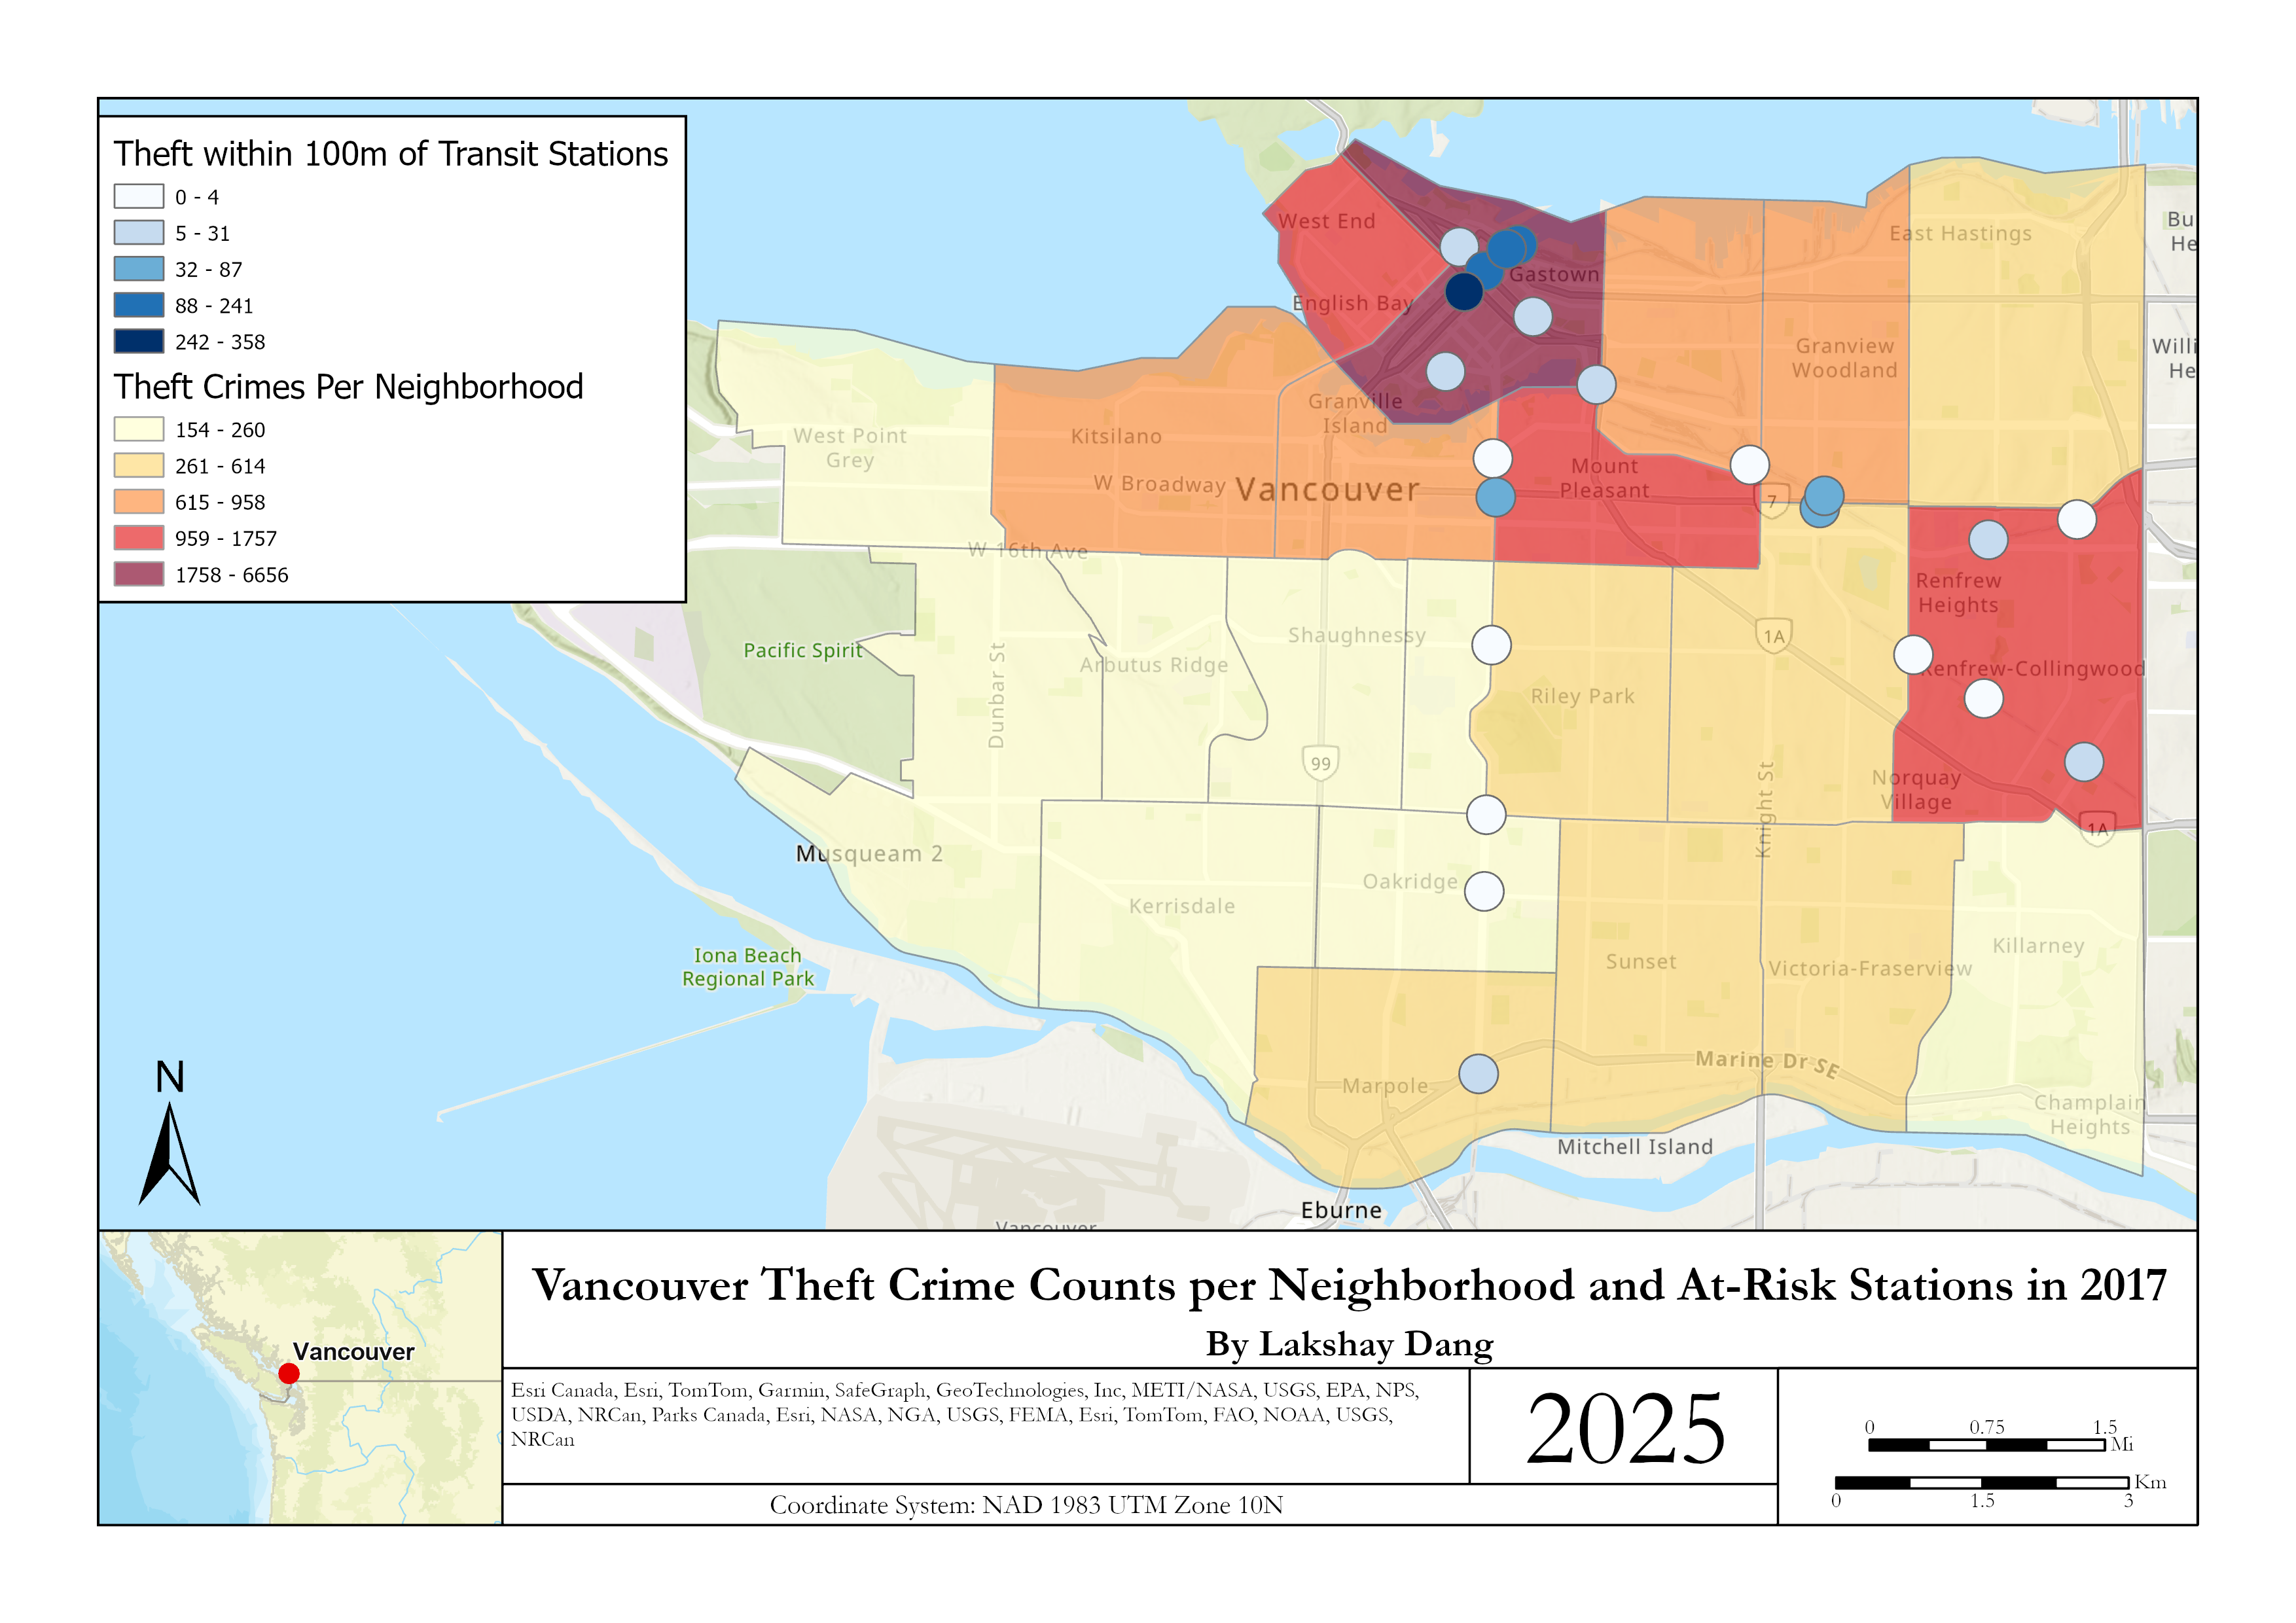 Theft within 100m of Transit Stations
0 - 4
5 - 31
32 - 87
88 - 241
242 - 358
Theft Crimes Per Neighborhood
154 - 260
261 - 614
615 - 958
959 - 1757
1758 - 6656
West End
English Bay
Gastown
East Hastings
Granview
Woodland
Bu
He
Willi
He
West Point
Grey
Kitsilano
Granville
Island
W Broadway
Vancouver
Mount
Pleasant
7
W 16th Ave
Pacific Spirit
Dunbar St
Arbutus Ridge
Shaughnessy
99
Riley Park
1A
Knight St
Renfrew
Heights
Renfrew-Collingwood
Norquay
Village
1A
Musqueam 2
Kerrisdale
Oakridge
Sunset
Victoria-Fraserview
Killarney
Iona Beach
Regional Park
Marpole
Marine Dr SE
Champlain
Heights
Mitchell Island
Eburne
Vancouver
N
Vancouver
Vancouver Theft Crime Counts per Neighborhood and At-Risk Stations in 2017
By Lakshay Dang
Esri Canada, Esri, TomTom, Garmin, SafeGraph, GeoTechnologies, Inc, METI/NASA, USGS, EPA, NPS,
USDA, NRCan, Parks Canada, Esri, NASA, NGA, USGS, FEMA, Esri, TomTom, FAO, NOAA, USGS,
NRCan
2025
Coordinate System: NAD 1983 UTM Zone 10N
0 0.75 1.5
Mi
Km
0 1.5 3